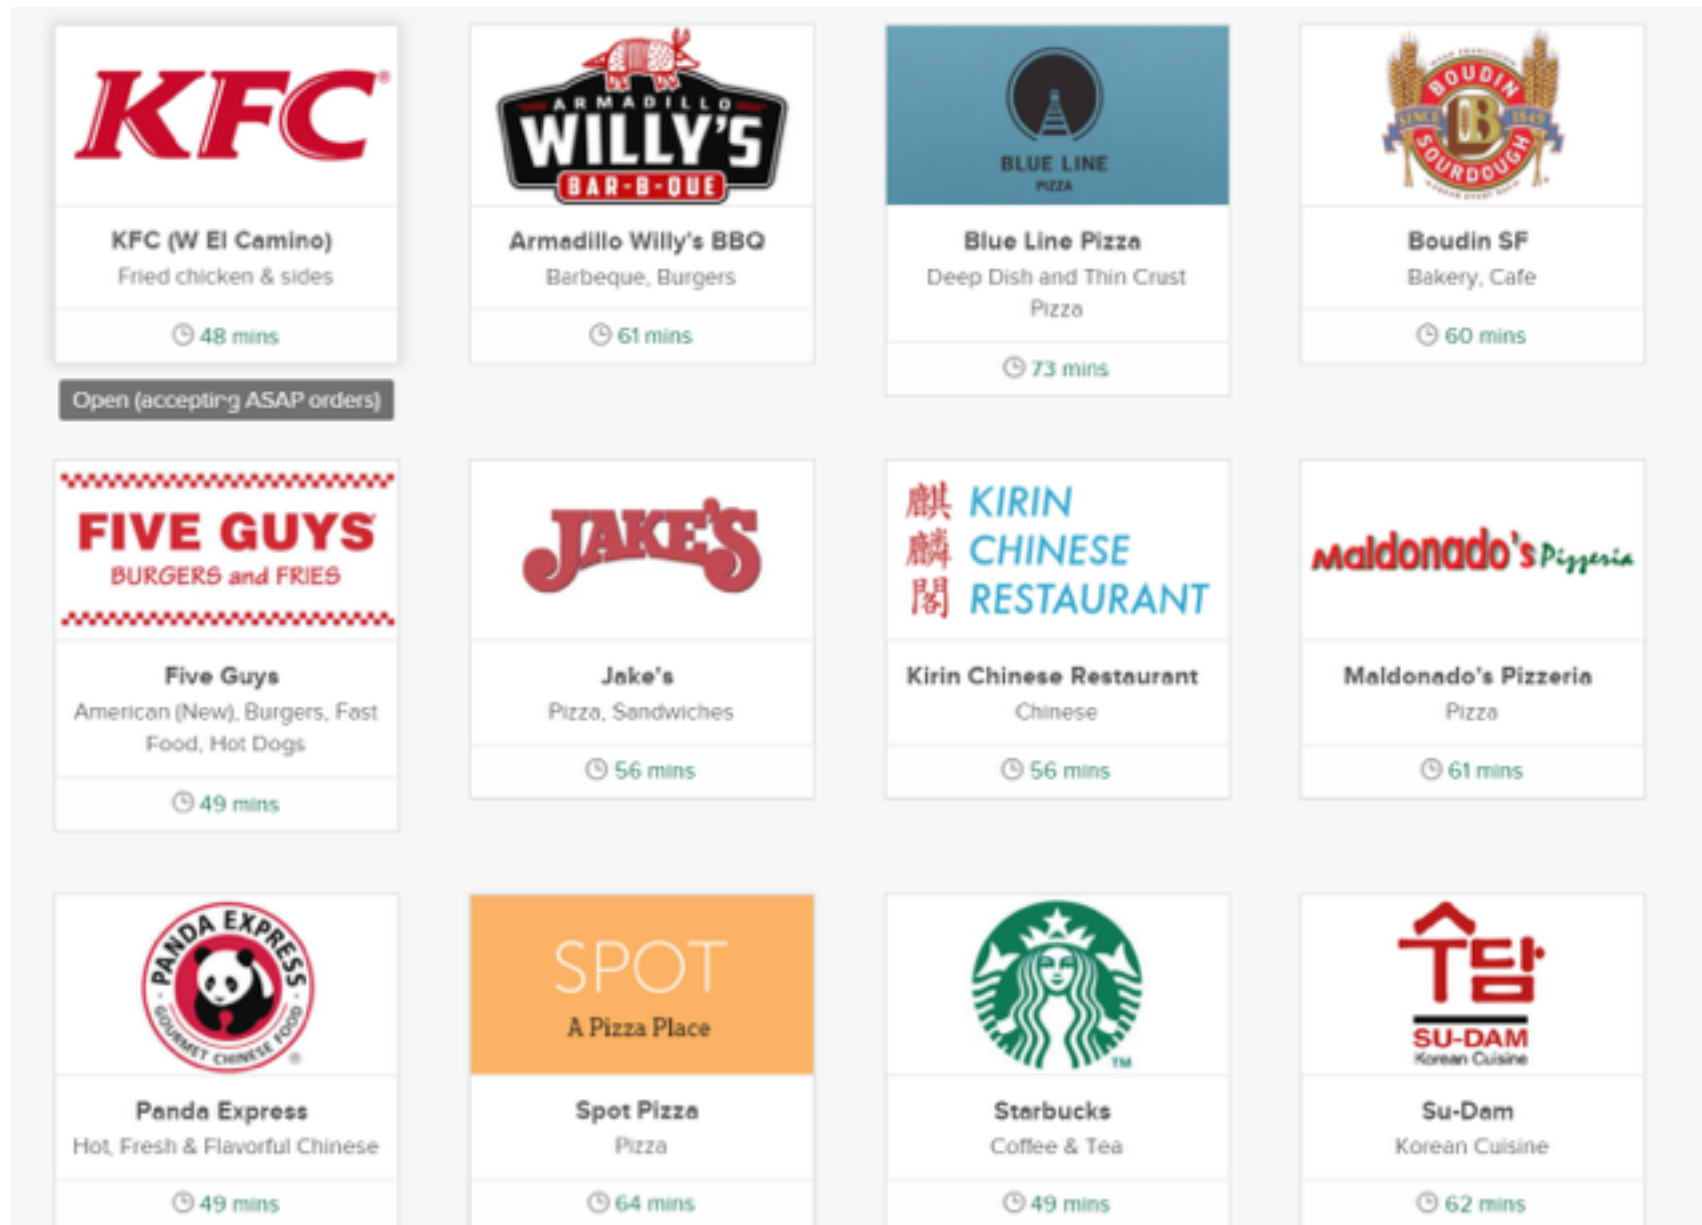 KFC®
KFC (W El Camino)
Fried chicken & sides
48 mins
Open (accepting ASAP orders)
ARMADILLO
WILLY'S
BAR-B-QUE
Armadillo Willy's BBQ
Barbeque, Burgers
61 mins
BLUE LINE
PIZZA
Blue Line Pizza
Deep Dish and Thin Crust
Pizza
73 mins
BOUDIN
SINCE 1849
B
SOURDOUGH
Boudin SF
Bakery, Cafe
60 mins
FIVE GUYS
BURGERS and FRIES
Five Guys
American (New), Burgers, Fast
Food, Hot Dogs
49 mins
JAKE'S
Jake's
Pizza, Sandwiches
56 mins
麒 KIRIN
麟 CHINESE
閣 RESTAURANT
Kirin Chinese Restaurant
Chinese
56 mins
Maldonado's Pizzeria
Maldonado's Pizzeria
Pizza
61 mins
PANDA EXPRESS
GOURMET CHINESE FOOD
®
Panda Express
Hot, Fresh & Flavorful Chinese
49 mins
SPOT
A Pizza Place
Spot Pizza
Pizza
64 mins
TM
Starbucks
Coffee & Tea
49 mins
수담
SU-DAM
Korean Cuisine
Su-Dam
Korean Cuisine
62 mins